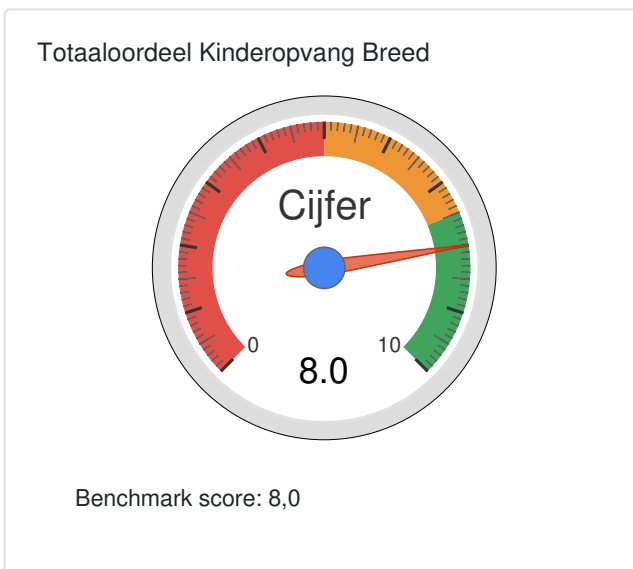 Totaaloordeel Kinderopvang Breed
Cijfer
0
10
8.0
Benchmark score: 8,0